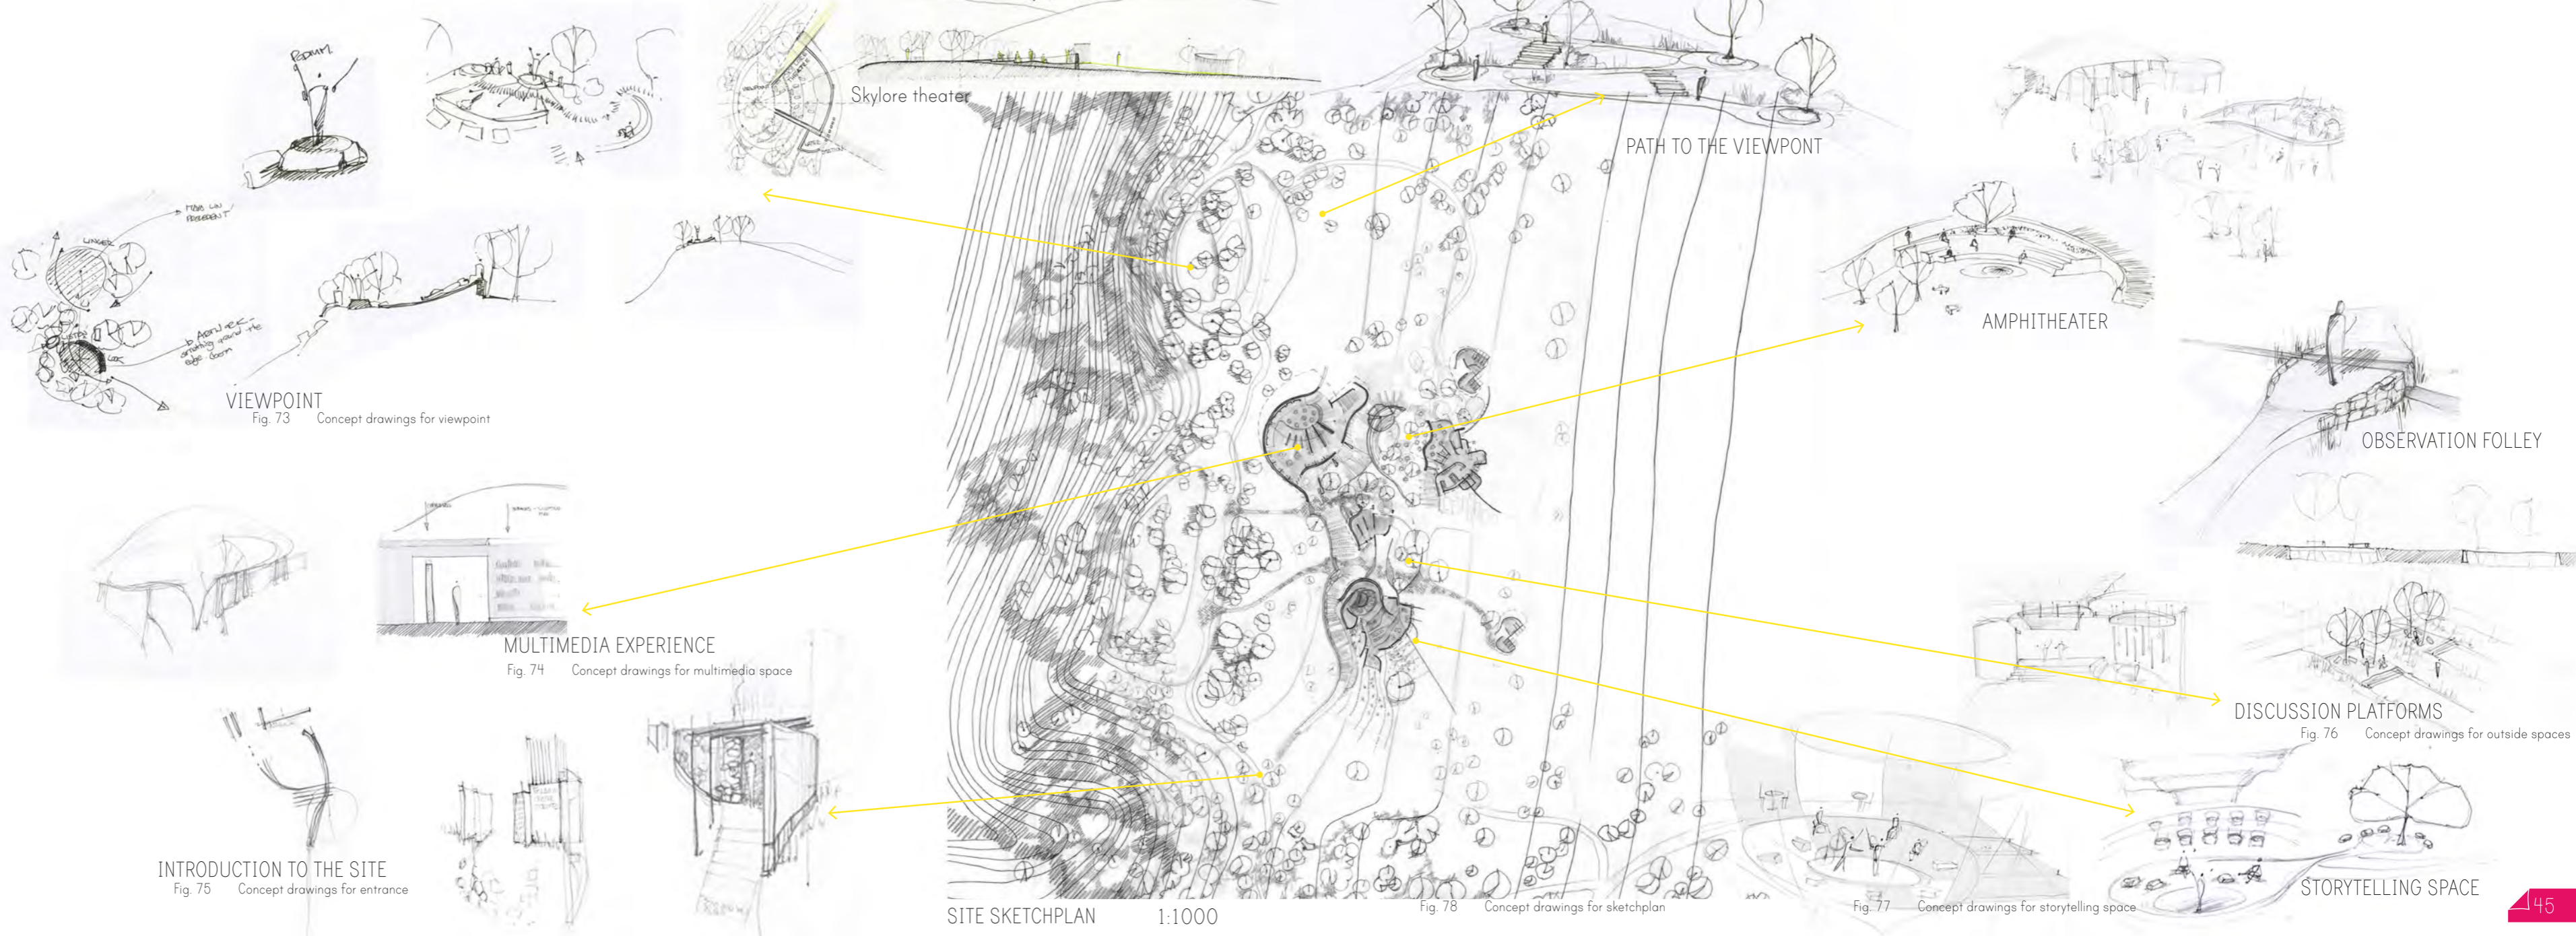 Skylore theater
PATH TO THE VIEWPONT
AMPHITHEATER
LINGER
VIEWPOINT
Fig. 73 Concept drawings for viewpoint
OBSERVATION FOLLEY
MULTIMEDIA EXPERIENCE
Fig. 74 Concept drawings for multimedia space
DISCUSSION PLATFORMS
Fig. 76 Concept drawings for outside spaces
INTRODUCTION TO THE SITE
Fig. 75 Concept drawings for entrance
STORYTELLING SPACE
SITE SKETCHPLAN 1:1000
Fig. 78 Concept drawings for sketchplan
Fig. 77 Concept drawings for storytelling space
45